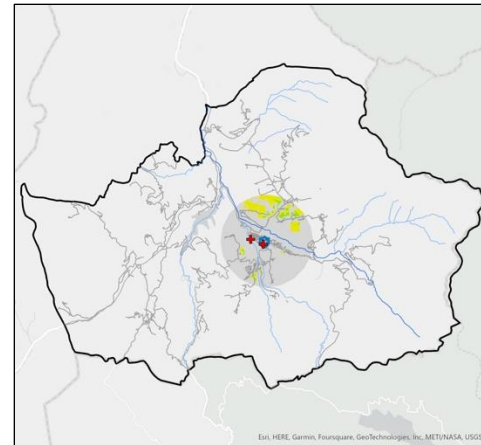 Esri, HERE, Garmin, Foursquare, GeoTechnologies, Inc, METI/NASA, USGS